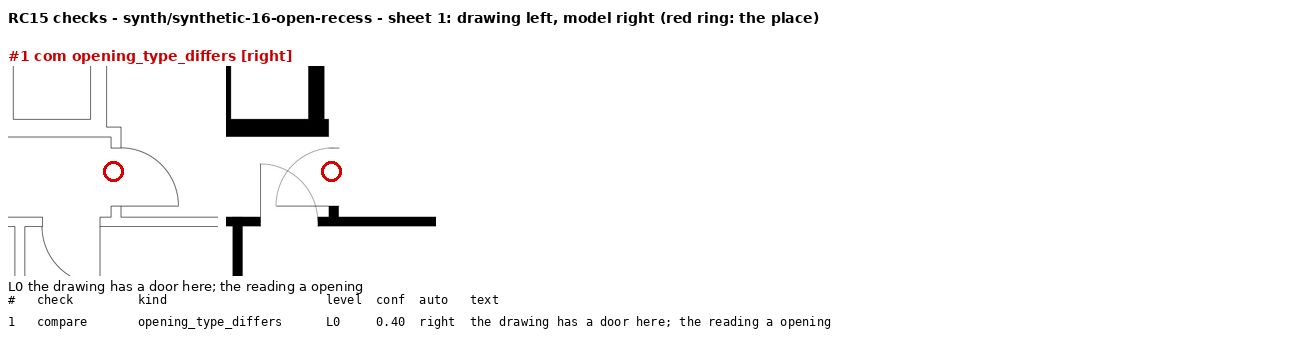 RC15 checks - synth/synthetic-16-open-recess - sheet 1: drawing left, model right (red ring: the place)
#1 com opening_type_differs [right]
L0 the drawing has a door here; the reading a opening
# check kind level conf auto text
1 compare opening_type_differs L0 0.40 right the drawing has a door here; the reading a opening